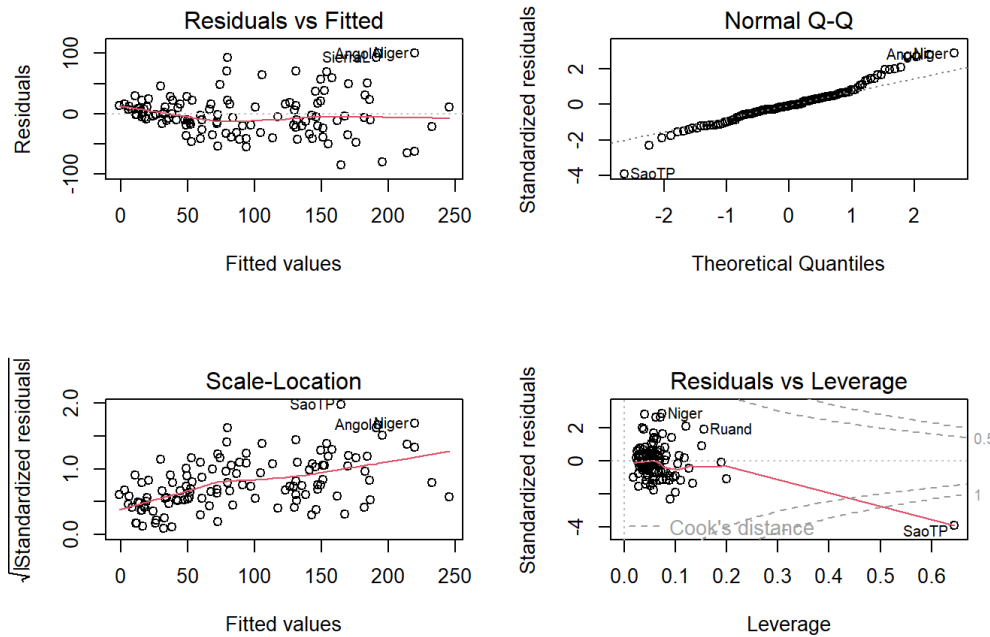 Residuals vs Fitted
Residuals
100
0
-100
Sierral
Angola
Niger
0 50 100 150 200 250
Fitted values
Normal Q-Q
Standardized residuals
2
0
-2
-4
Niger
SaoTP
-2 -1 0 1 2
Theoretical Quantiles
Scale-Location
√|Standardized residuals|
2.0
1.0
0.0
SaoTP
Angola
Niger
0 50 100 150 200 250
Fitted values
Residuals vs Leverage
Standardized residuals
2
0
-2
-4
Niger
Ruand
0.5
1
Cook's distance
SaoTP
0.0 0.1 0.2 0.3 0.4 0.5 0.6
Leverage